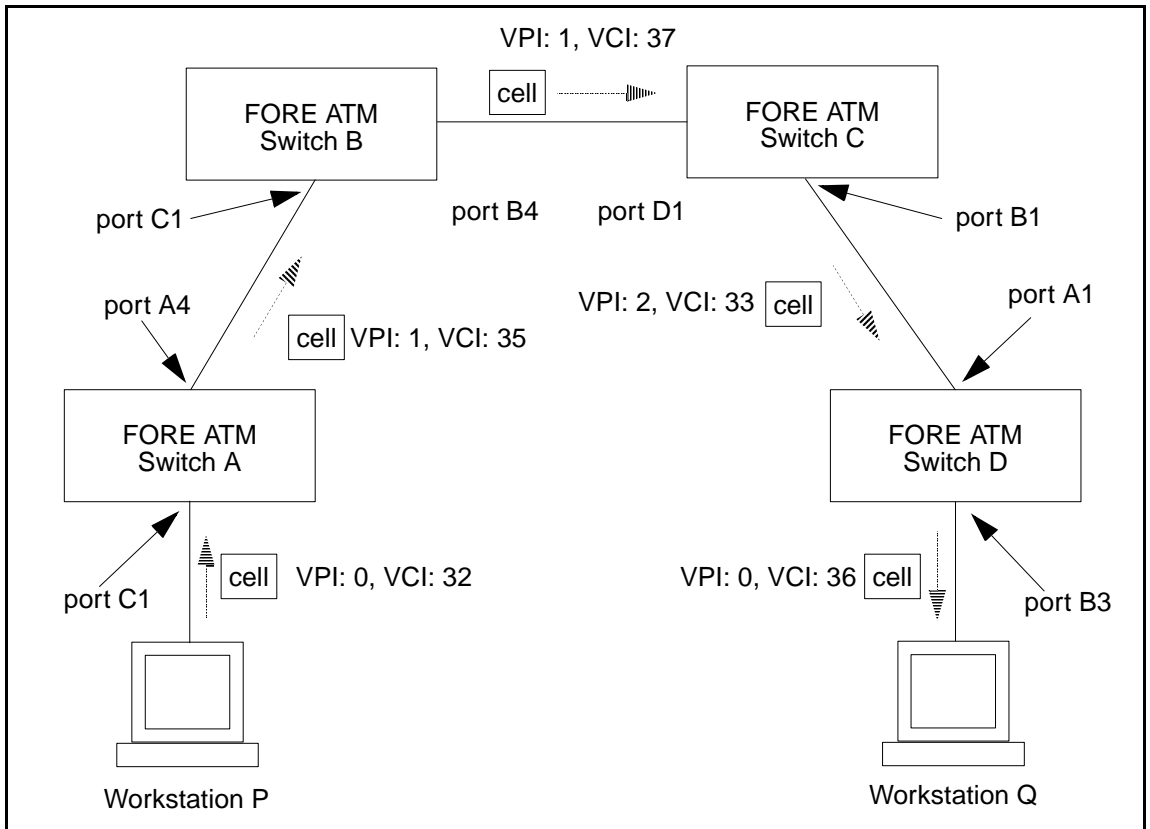 VPI: 1, VCI: 37
cell
FORE ATM
Switch B
FORE ATM
Switch C
port C1
port B4
port D1
port B1
port A4
VPI: 2, VCI: 33
cell
port A1
cell
VPI: 1, VCI: 35
FORE ATM
Switch A
FORE ATM
Switch D
cell
VPI: 0, VCI: 32
VPI: 0, VCI: 36
cell
port C1
port B3
Workstation P
Workstation Q